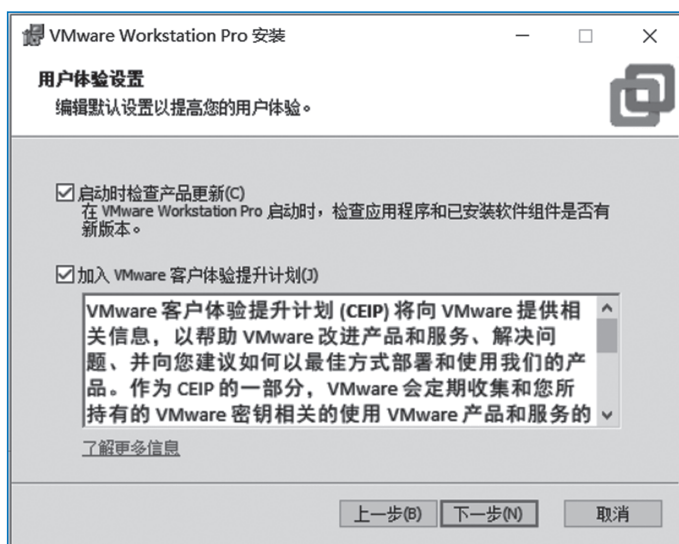 VMware Workstation Pro 安装
用户体验设置
编辑默认设置以提高您的用户体验。
启动时检查产品更新(C)
在 VMware Workstation Pro 启动时，检查应用程序和已安装软件组件是否有
新版本。
加入 VMware 客户体验提升计划(J)
VMware 客户体验提升计划 (CEIP) 将向 VMware 提供相
关信息，以帮助 VMware 改进产品和服务、解决问
题、并向您建议如何以最佳方式部署和使用我们的产
品。作为 CEIP 的一部分，VMware 会定期收集和您所
持有的 VMware 密钥相关的使用 VMware 产品和服务的
了解更多信息
上一步(B) 下一步(N) 取消